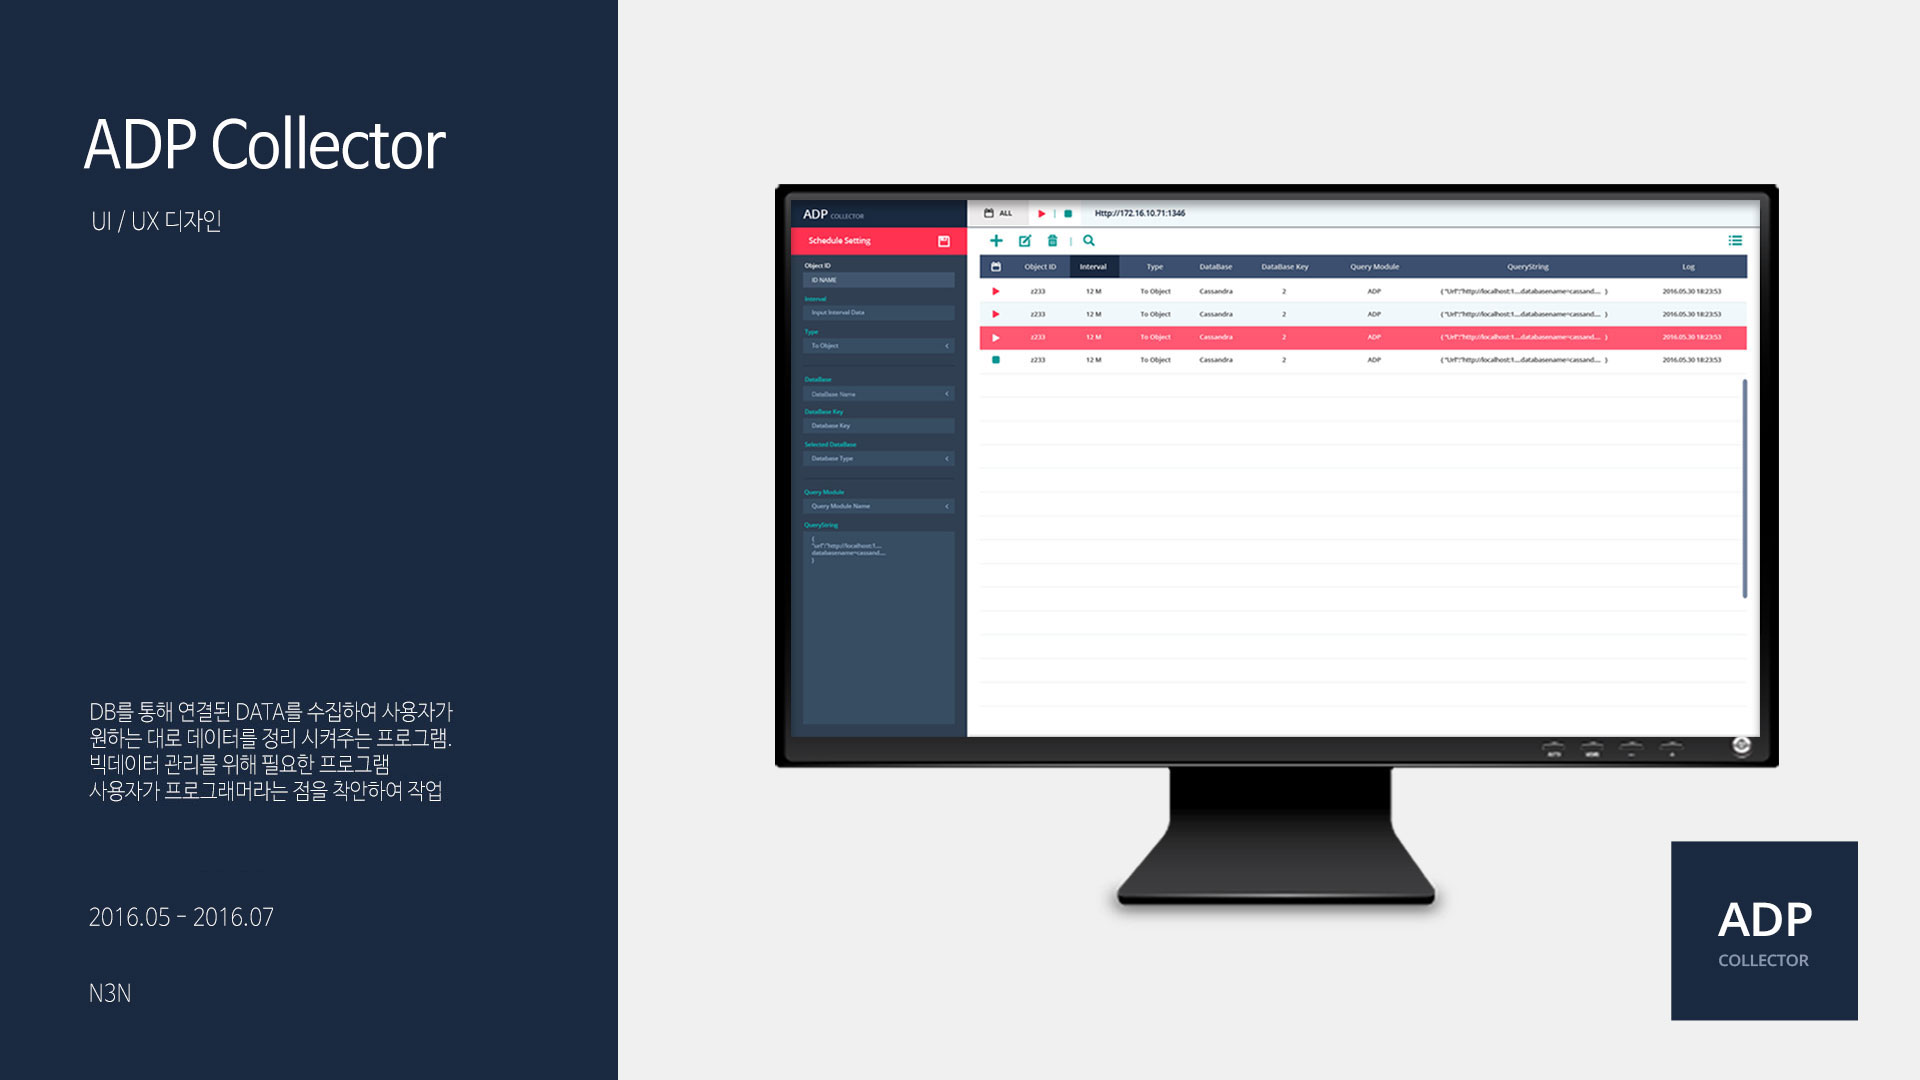 ADP Collector
UI / UX 디자인
DB를 통해 연결된 DATA를 수집하여 사용자가
원하는 대로 데이터를 정리 시켜주는 프로그램.
빅데이터 관리를 위해 필요한 프로그램
사용자가 프로그래머라는 점을 착안하여 작업
2016.05 - 2016.07
N3N
ADP COLLECTOR
Schedule Setting
Object ID
ID NAME
Interval
Input Interval Data
Type
To Object
DataBase
DataBase Name
DataBase Key
Database Key
Selected DataBase
Database Type
Query Module
Query Module Name
QueryString
{
"url":"http://localhost:1....
databasename=cassand....
}
ALL | Http://172.16.10.71:1346
Object ID Interval Type DataBase DataBase Key Query Module QueryString Log
z233 12 M To Object Cassandra 2 ADP { "Url":"http://localhost:1....databasename=cassand.... } 2016.05.30 18:23:53
z233 12 M To Object Cassandra 2 ADP { "Url":"http://localhost:1....databasename=cassand.... } 2016.05.30 18:23:53
z233 12 M To Object Cassandra 2 ADP { "Url":"http://localhost:1....databasename=cassand.... } 2016.05.30 18:23:53
z233 12 M To Object Cassandra 2 ADP { "Url":"http://localhost:1....databasename=cassand.... } 2016.05.30 18:23:53
ADP
COLLECTOR